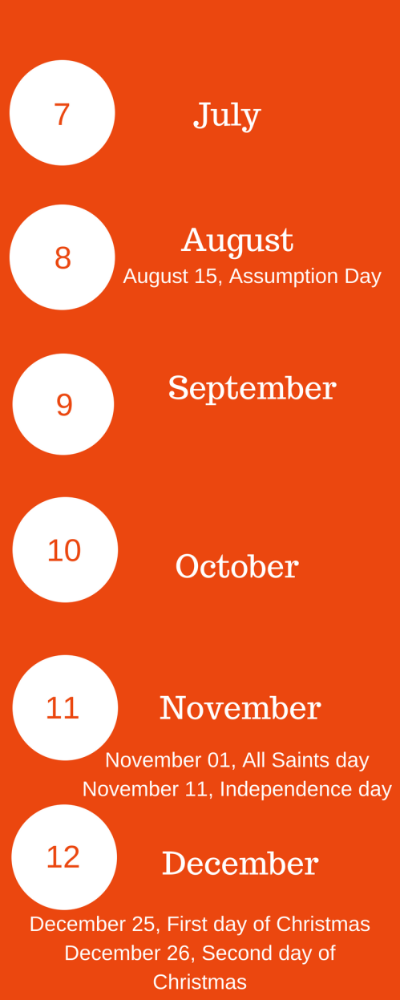 7
July
8
August
August 15, Assumption Day
9
September
10
October
11
November
November 01, All Saints day
November 11, Independence day
12
December
December 25, First day of Christmas
December 26, Second day of
Christmas